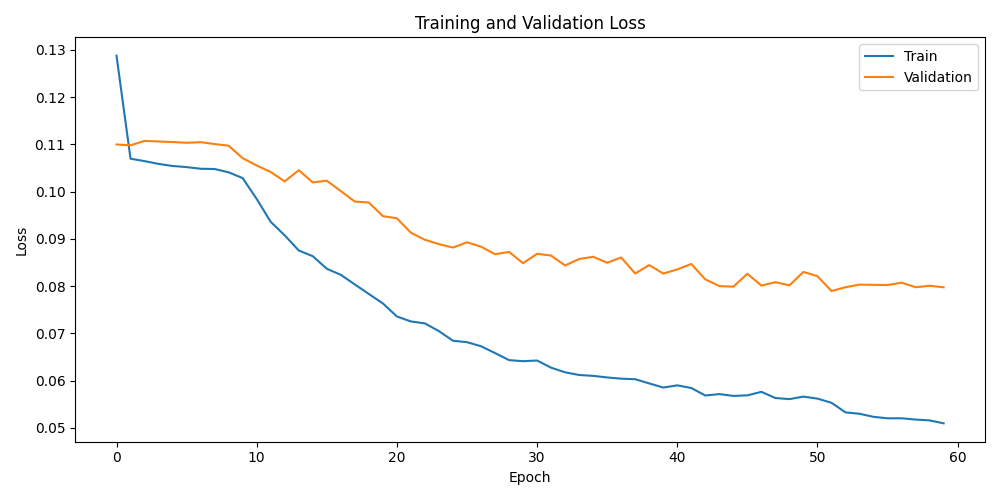 Training and Validation Loss
Train
Validation
0.13
0.12
0.11
0.10
0.09
0.08
0.07
0.06
0.05
Loss
0 10 20 30 40 50 60
Epoch